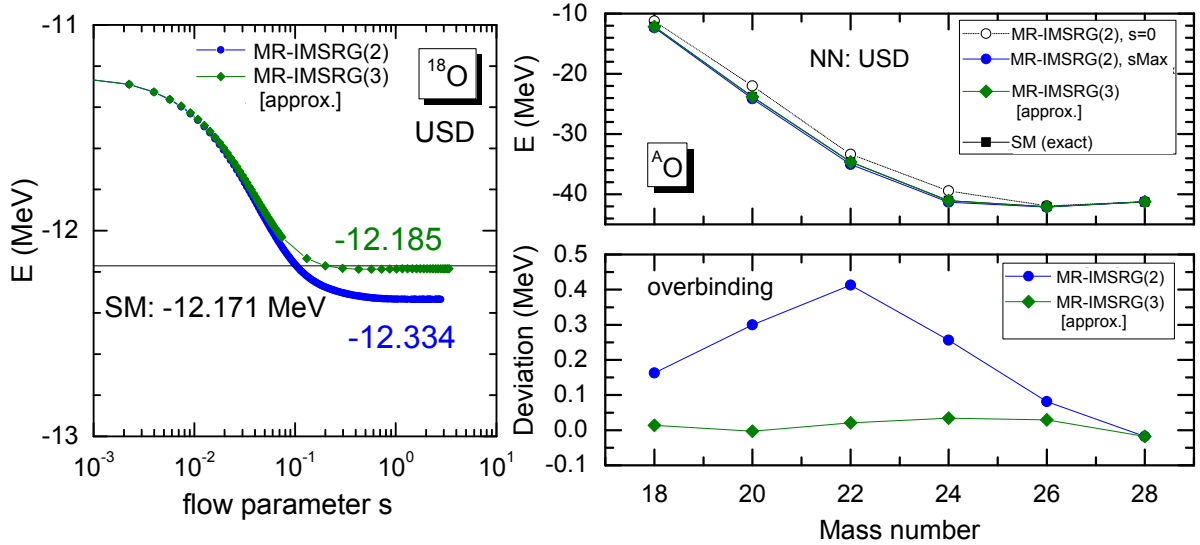 -11
-12
-13
E (MeV)
MR-IMSRG(2)
MR-IMSRG(3)
[approx.]
¹⁸O
USD
-12.185
SM: -12.171 MeV
-12.334
10⁻³ 10⁻² 10⁻¹ 10⁰ 10¹
flow parameter s
-10
-20
-30
-40
E (MeV)
NN: USD
MR-IMSRG(2), s=0
MR-IMSRG(2), sMax
MR-IMSRG(3)
[approx.]
SM (exact)
ᴬO
0.5
0.4
0.3
0.2
0.1
0.0
-0.1
Deviation (MeV)
overbinding
MR-IMSRG(2)
MR-IMSRG(3)
[approx.]
18 20 22 24 26 28
Mass number